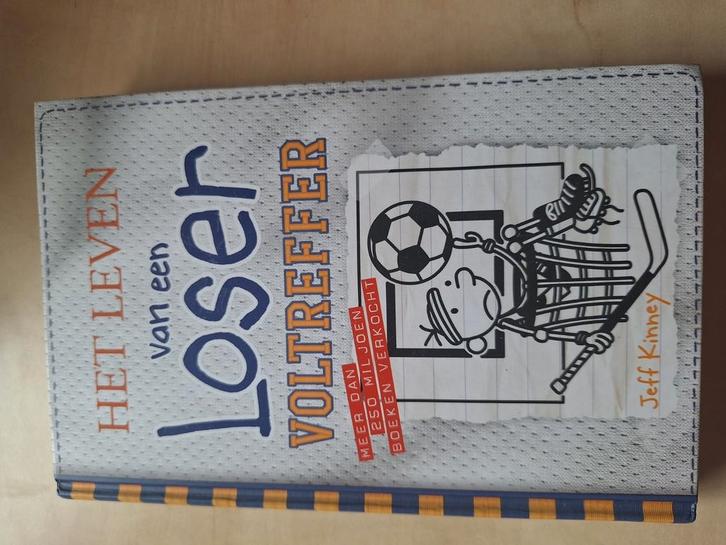 HET LEVEN
van een
Loser
VOLTREFFER
MEER DAN
250 MILJOEN
BOEKEN VERKOCHT
Jeff Kinney